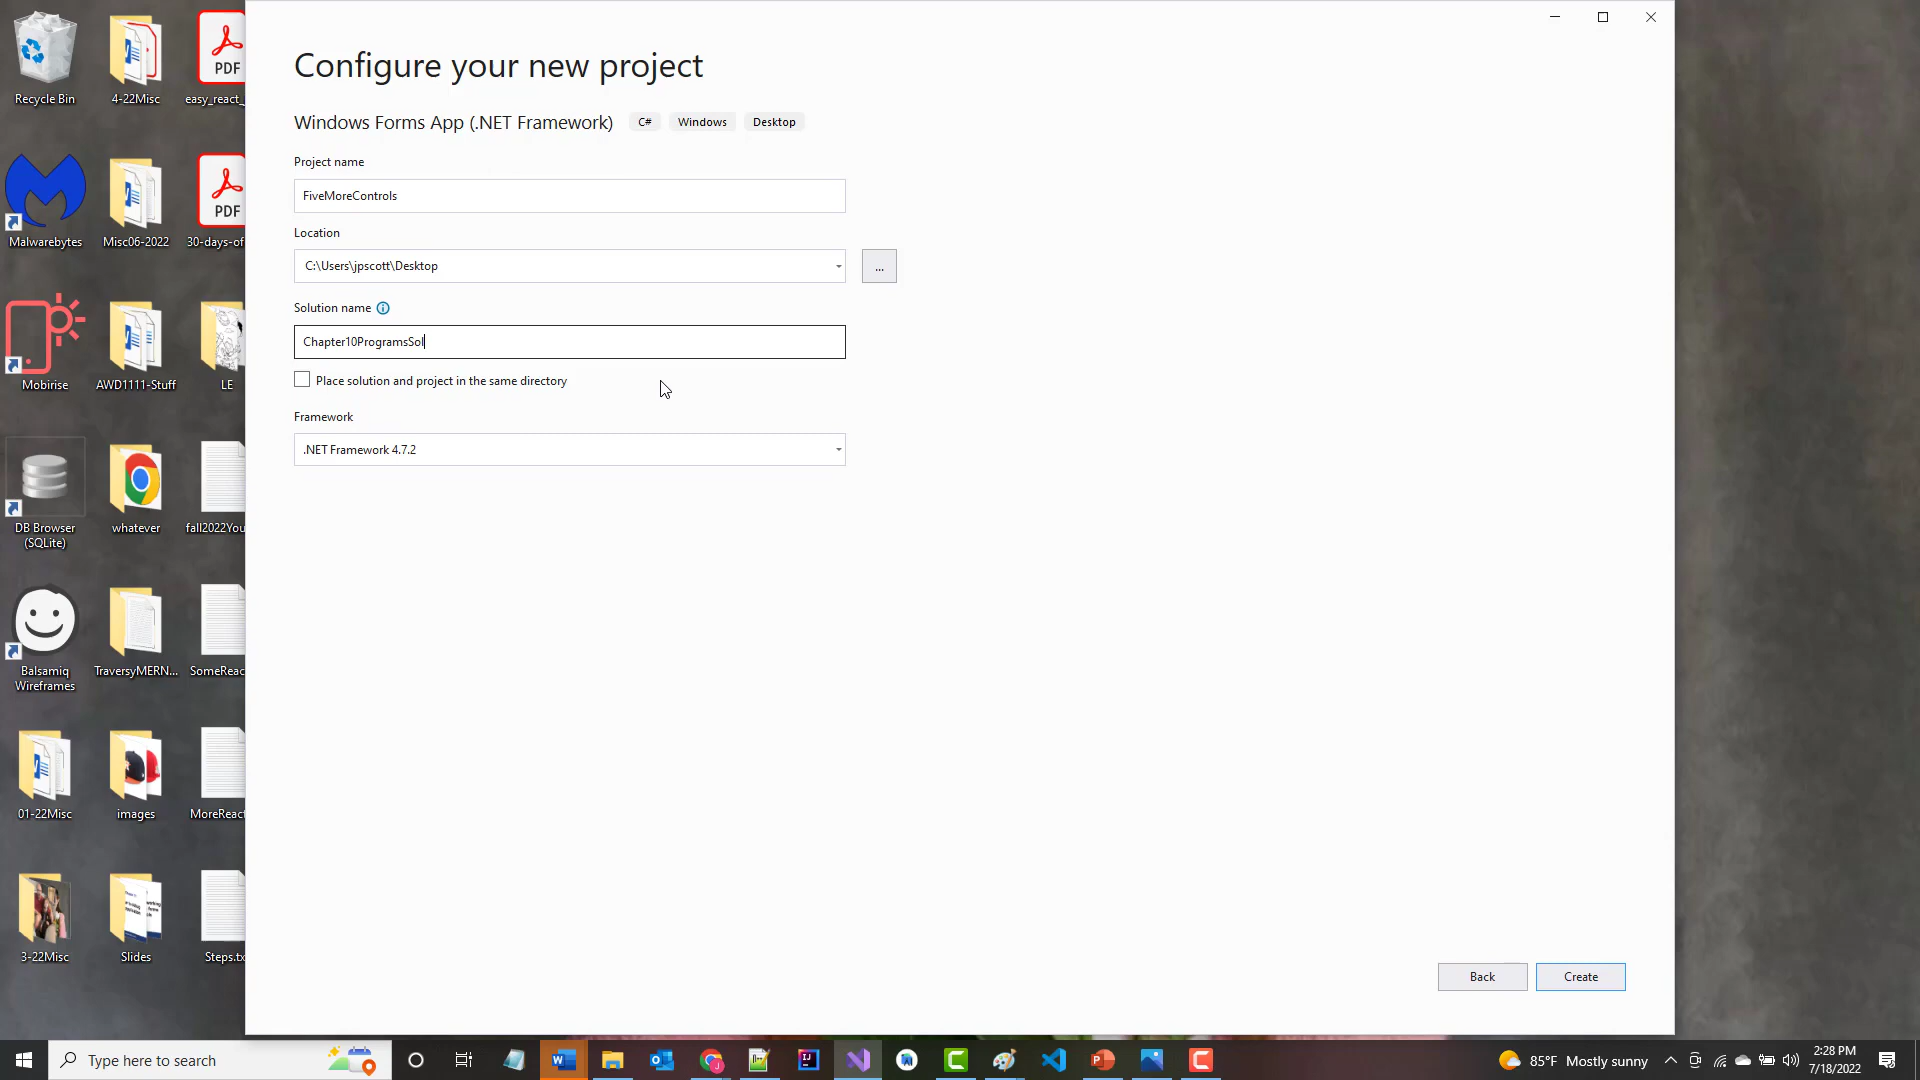 Configure your new project
Windows Forms App (.NET Framework) C# Windows Desktop
Project name
FiveMoreControls
Location
C:\Users\jpscott\Desktop
...
Solution name
Chapter10ProgramsSol
Place solution and project in the same directory
Framework
.NET Framework 4.7.2
Back Create
Recycle Bin
4-22Misc
PDF
easy_react_
Malwarebytes
Misc06-2022
PDF
30-days-of
Mobirise
AWD1111-Stuff
LE
DB Browser
(SQLite)
whatever
fall2022You
Balsamiq
Wireframes
TraversyMERN...
SomeReac
01-22Misc
images
MoreReact
3-22Misc
Slides
Steps.tx
Type here to search
85°F Mostly sunny
2:28 PM
7/18/2022